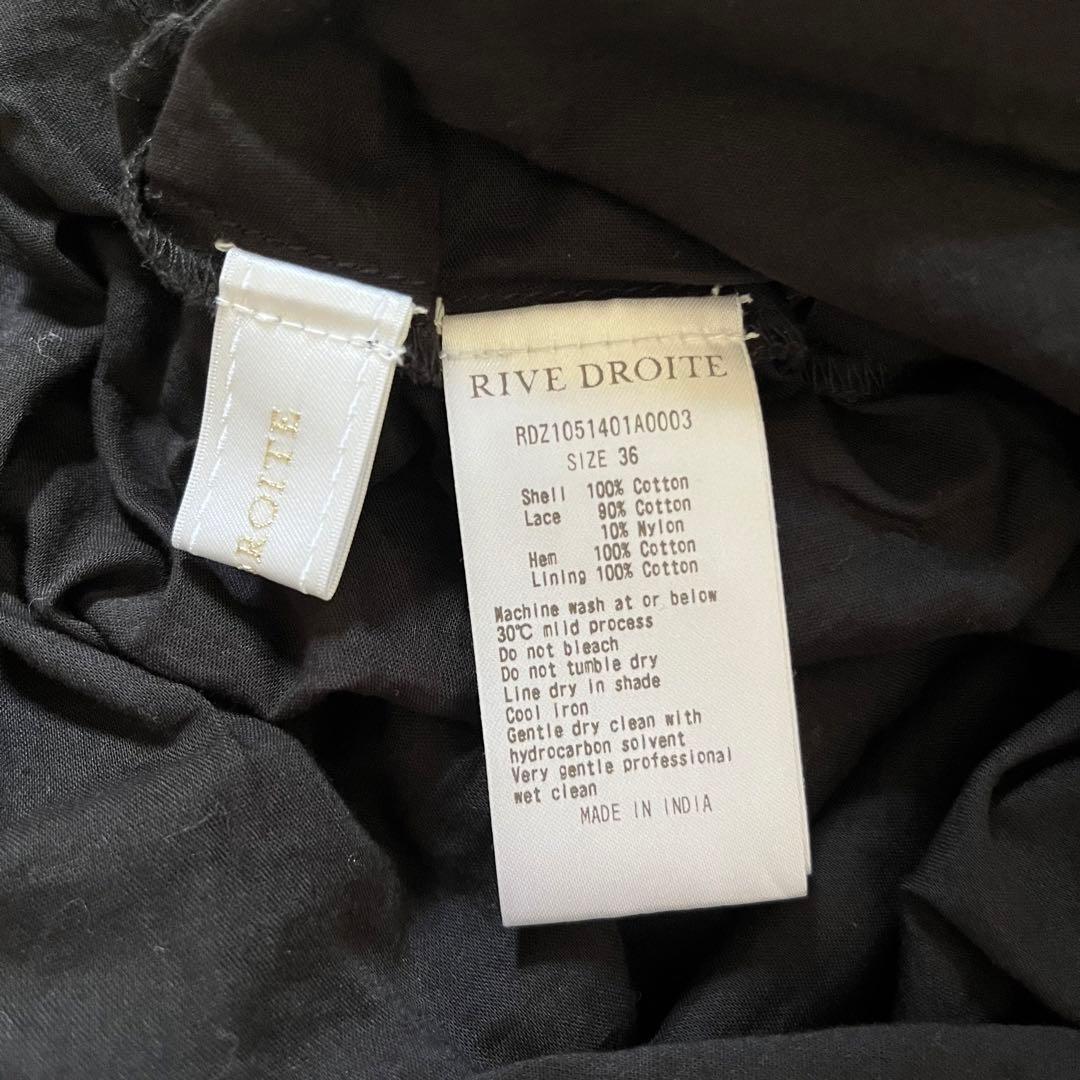 ROITE
RIVE DROITE
RDZ1051401A0003
SIZE 36
Shell 100% Cotton
Lace 90% Cotton
10% Nylon
Hem 100% Cotton
Lining 100% Cotton
Machine wash at or below
30℃ mild process
Do not bleach
Do not tumble dry
Line dry in shade
Cool iron
Gentle dry clean with
hydrocarbon solvent
Very gentle professional
wet clean
MADE IN INDIA